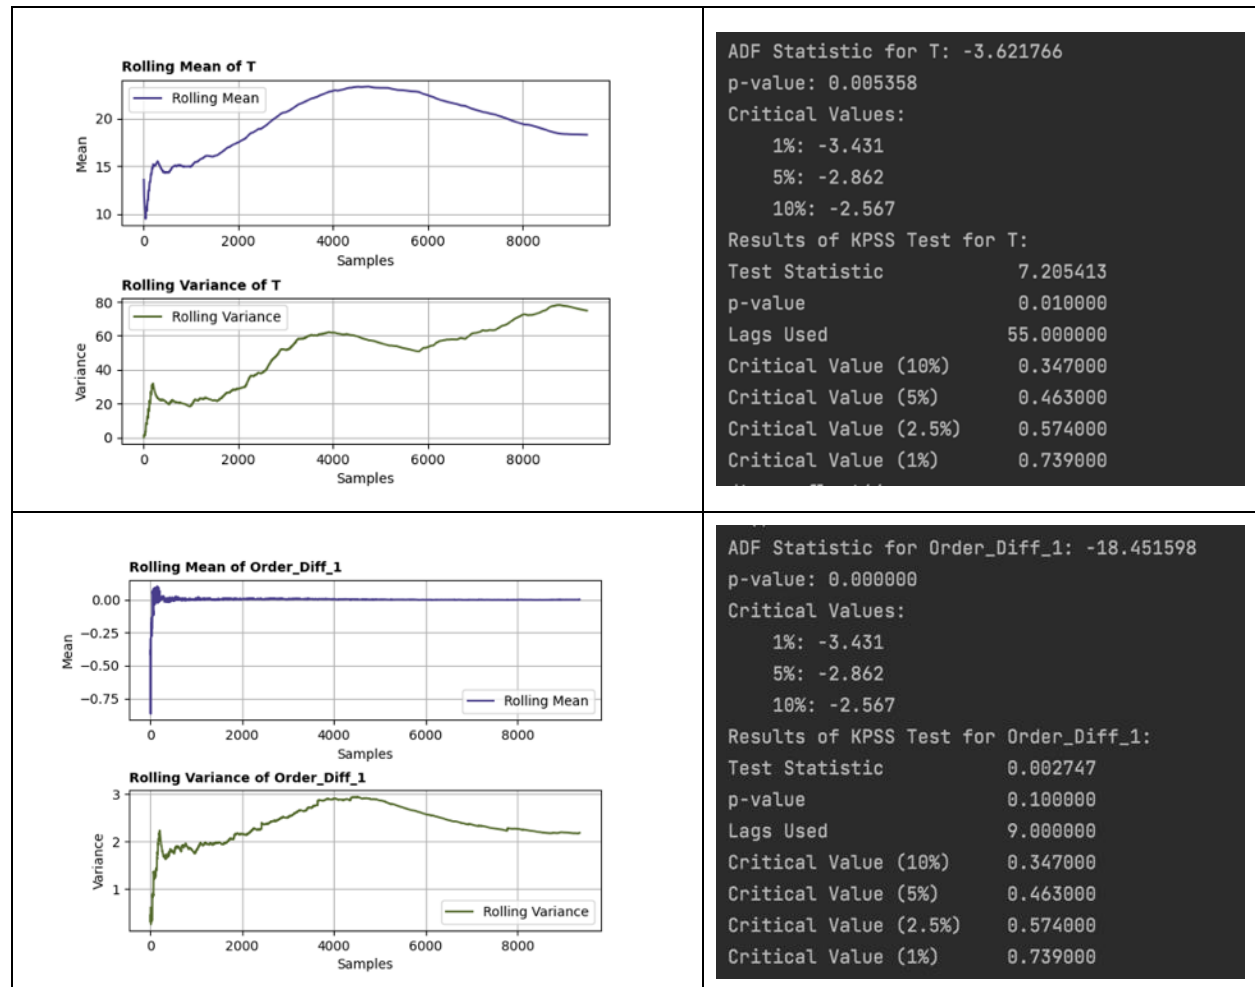 Rolling Mean of T
Rolling Mean
20
15
10
Mean
0 2000 4000 6000 8000
Samples
Rolling Variance of T
Rolling Variance
80
60
40
20
0
Variance
0 2000 4000 6000 8000
Samples
ADF Statistic for T: -3.621766
p-value: 0.005358
Critical Values:
1%: -3.431
5%: -2.862
10%: -2.567
Results of KPSS Test for T:
Test Statistic 7.205413
p-value 0.010000
Lags Used 55.000000
Critical Value (10%) 0.347000
Critical Value (5%) 0.463000
Critical Value (2.5%) 0.574000
Critical Value (1%) 0.739000
Rolling Mean of Order_Diff_1
0.00
−0.25
−0.50
−0.75
Mean
Rolling Mean
0 2000 4000 6000 8000
Samples
Rolling Variance of Order_Diff_1
3
2
1
Variance
Rolling Variance
0 2000 4000 6000 8000
Samples
ADF Statistic for Order_Diff_1: -18.451598
p-value: 0.000000
Critical Values:
1%: -3.431
5%: -2.862
10%: -2.567
Results of KPSS Test for Order_Diff_1:
Test Statistic 0.002747
p-value 0.100000
Lags Used 9.000000
Critical Value (10%) 0.347000
Critical Value (5%) 0.463000
Critical Value (2.5%) 0.574000
Critical Value (1%) 0.739000